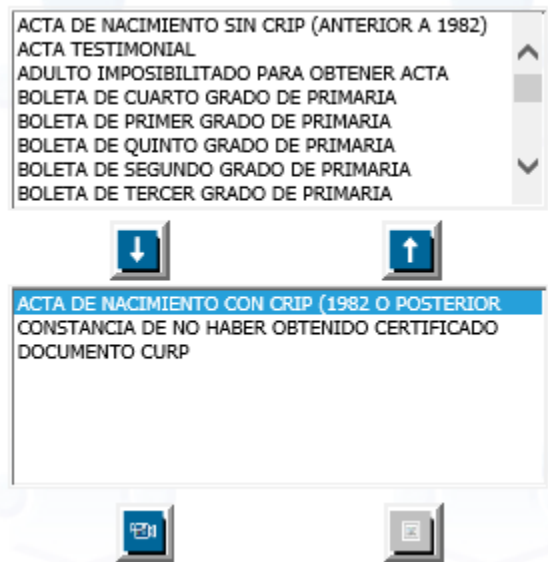 ACTA DE NACIMIENTO SIN CRIP (ANTERIOR A 1982)
ACTA TESTIMONIAL
ADULTO IMPOSIBILITADO PARA OBTENER ACTA
BOLETA DE CUARTO GRADO DE PRIMARIA
BOLETA DE PRIMER GRADO DE PRIMARIA
BOLETA DE QUINTO GRADO DE PRIMARIA
BOLETA DE SEGUNDO GRADO DE PRIMARIA
BOLETA DE TERCER GRADO DE PRIMARIA
ACTA DE NACIMIENTO CON CRIP (1982 O POSTERIOR
CONSTANCIA DE NO HABER OBTENIDO CERTIFICADO
DOCUMENTO CURP